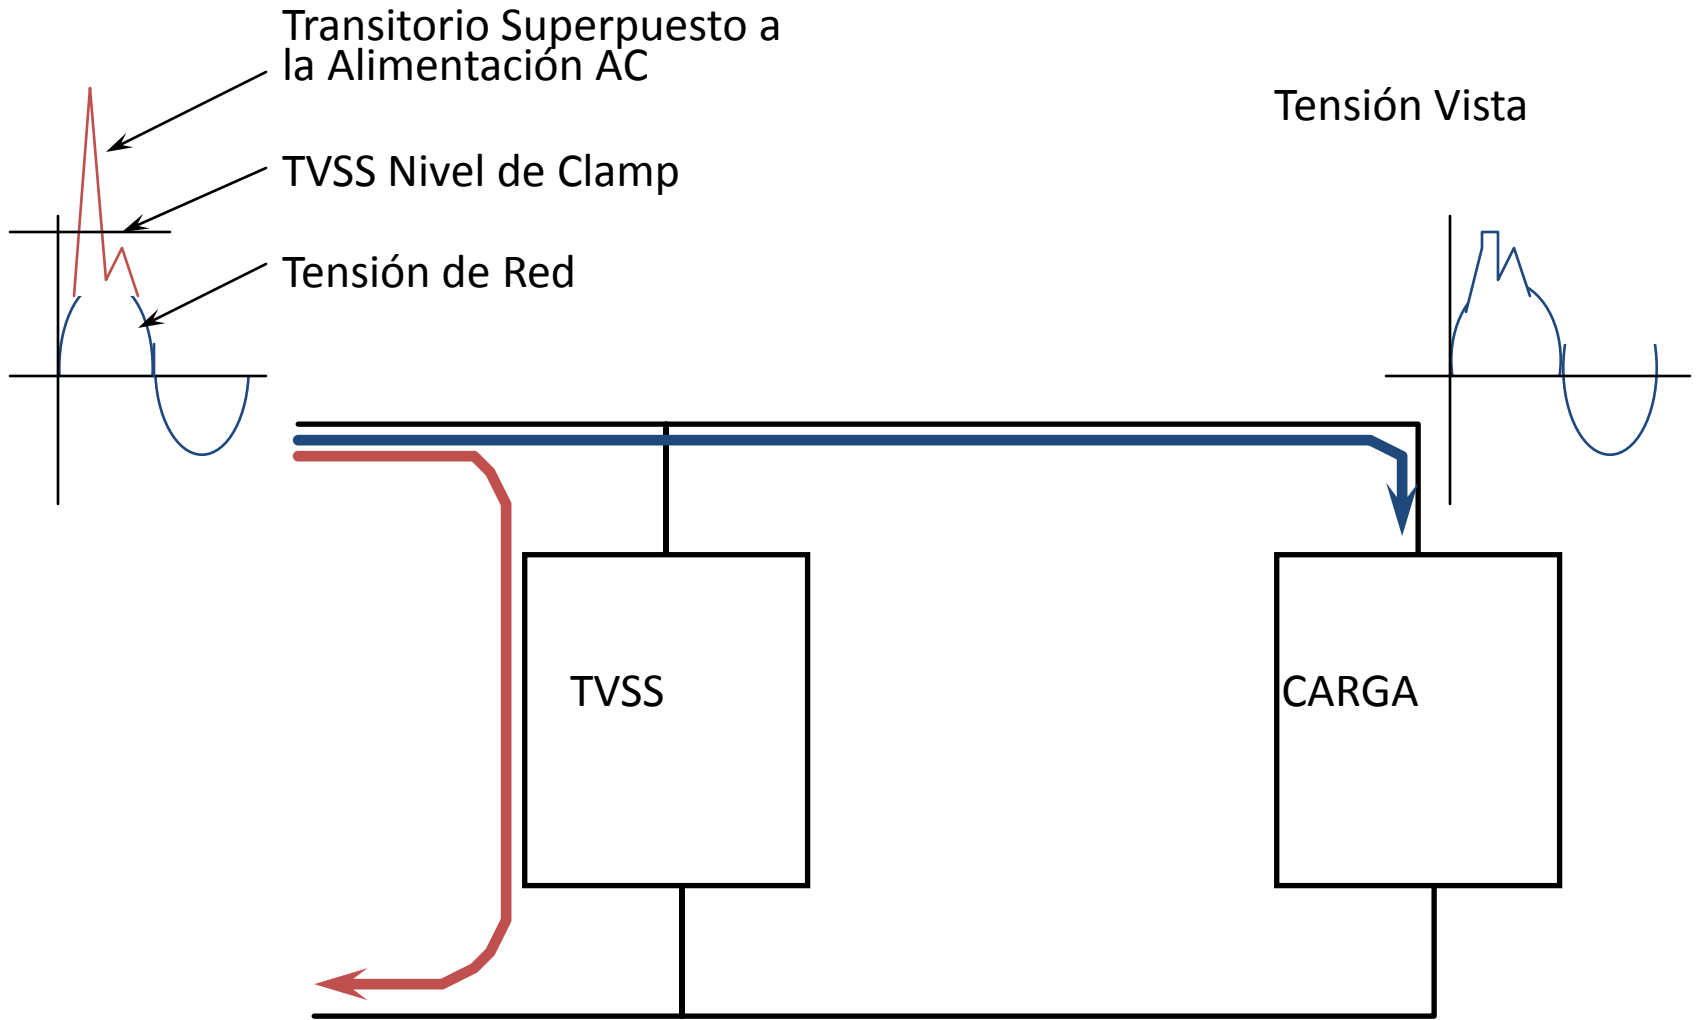 Transitorio Superpuesto a
la Alimentación AC
Tensión Vista
TVSS Nivel de Clamp
Tensión de Red
TVSS
CARGA